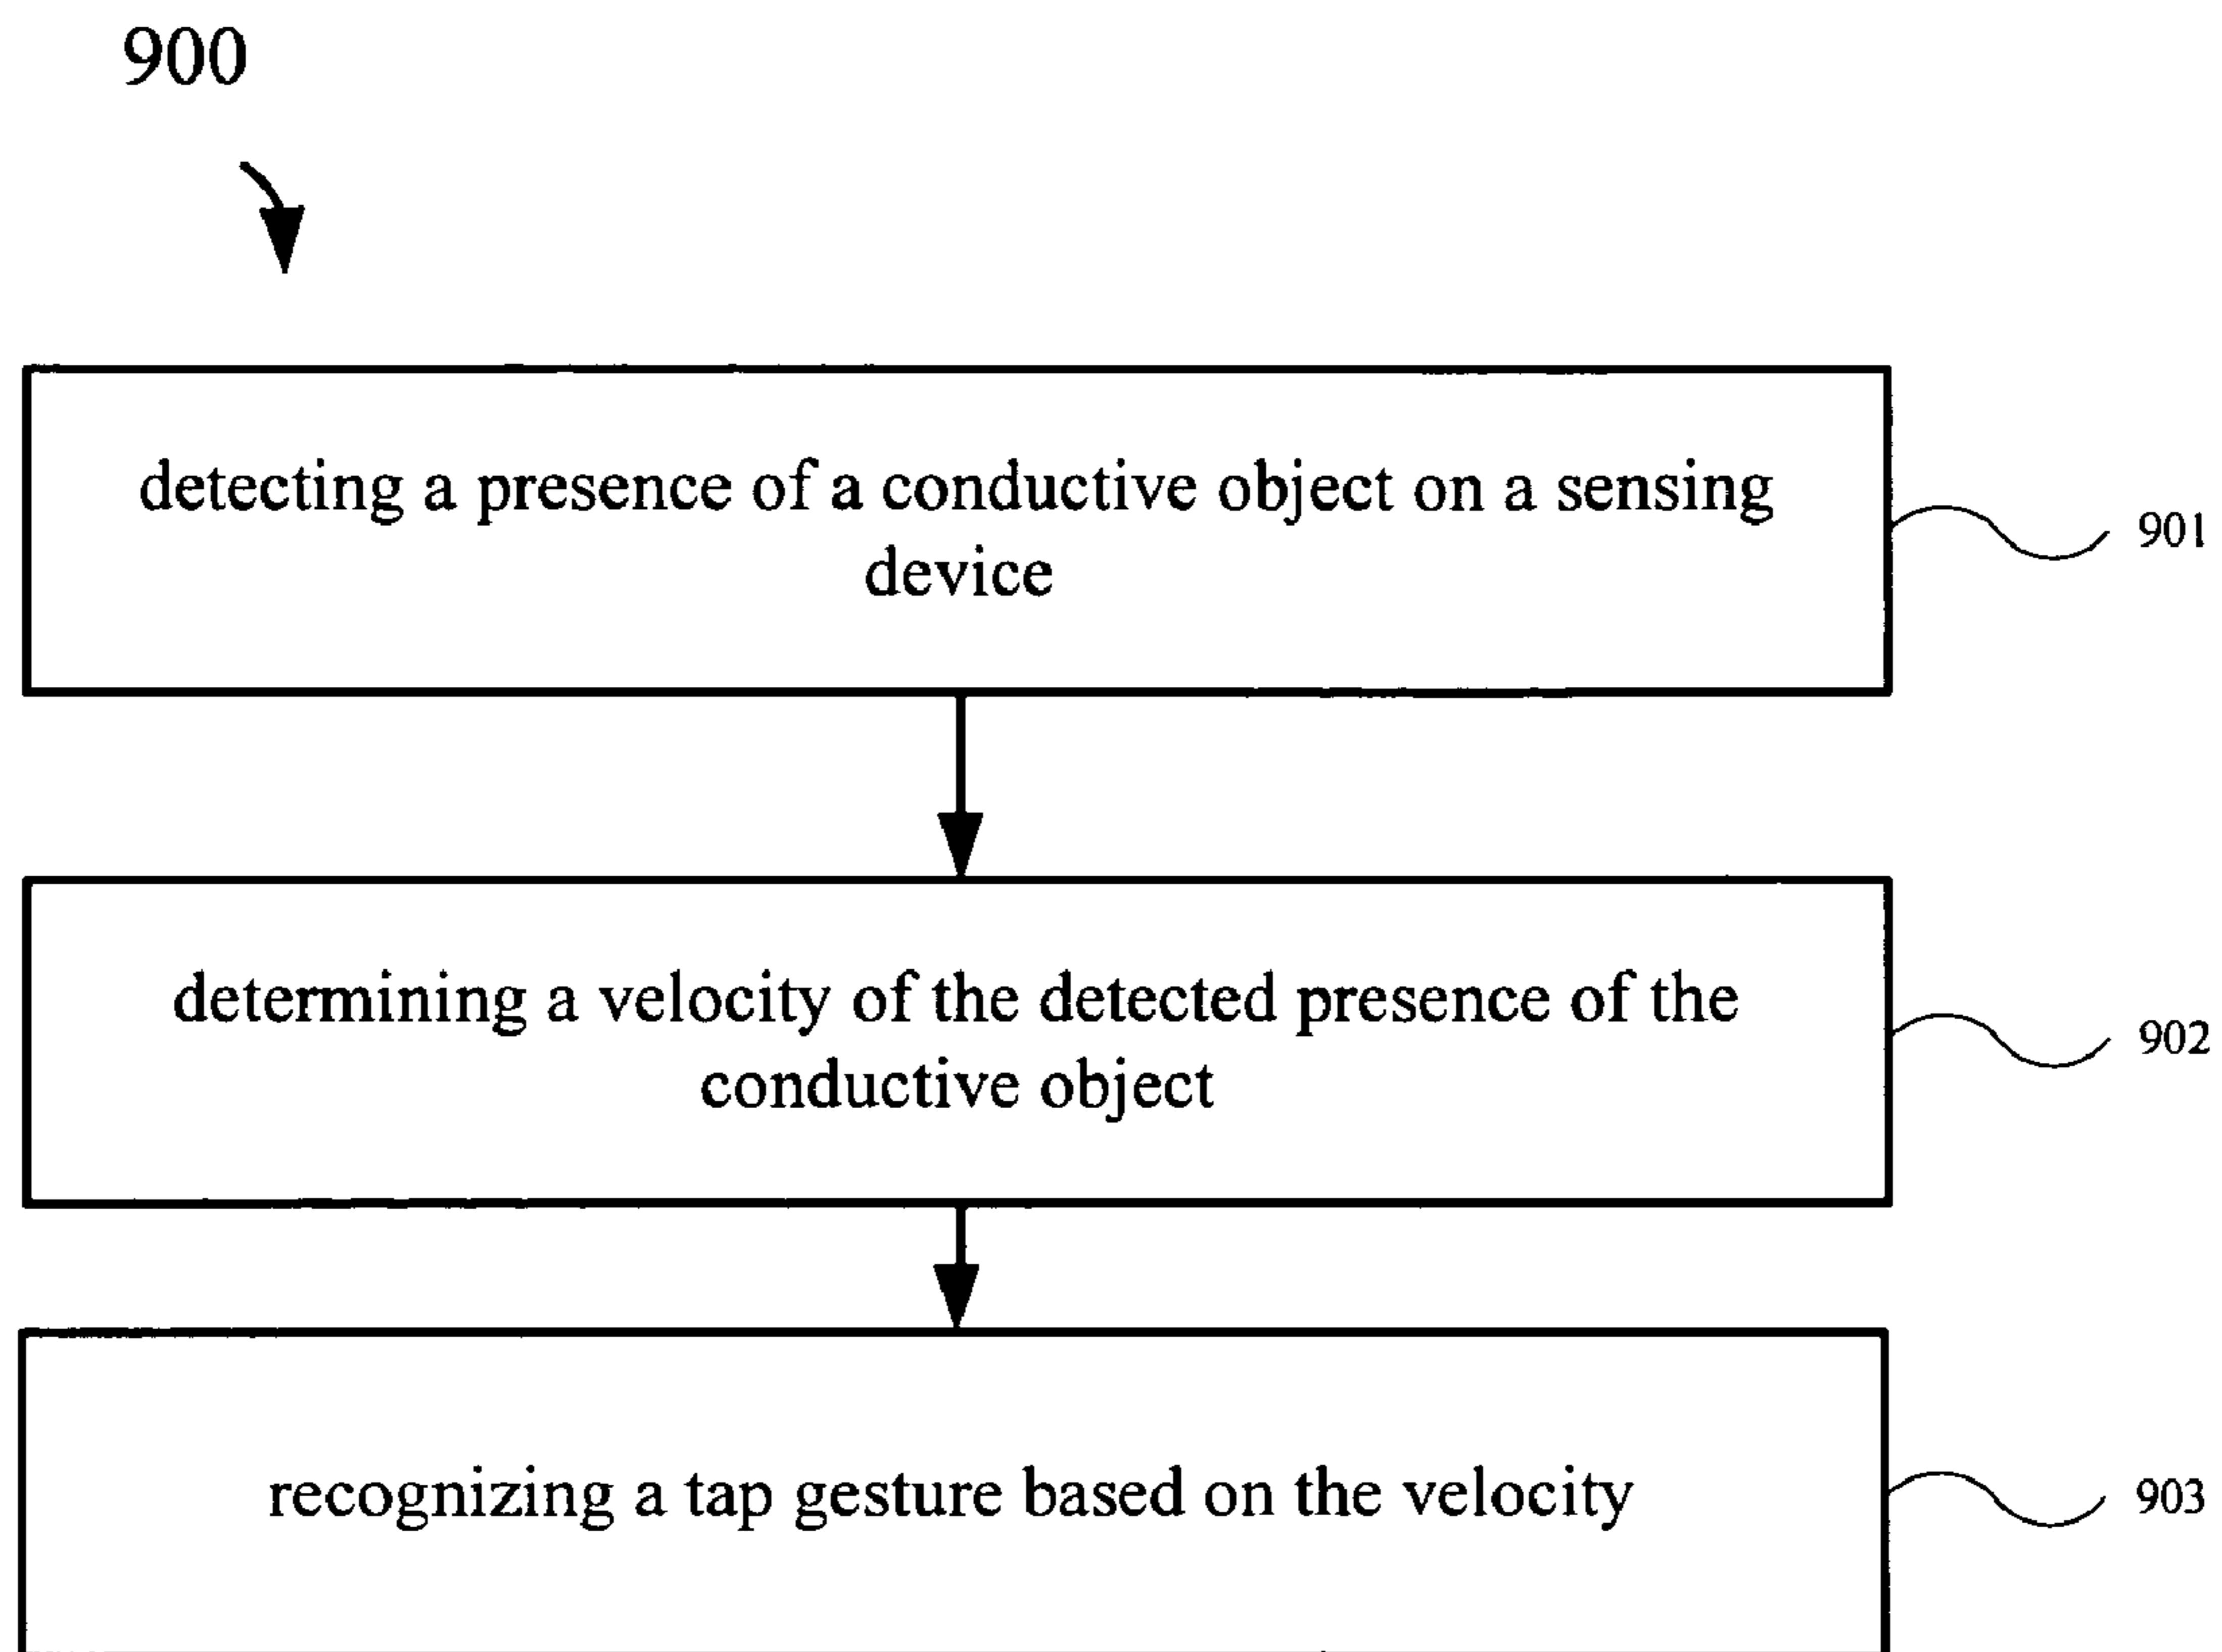 900
detecting a presence of a conductive object on a sensing
device
901
determining a velocity of the detected presence of the
conductive object
902
recognizing a tap gesture based on the velocity
903